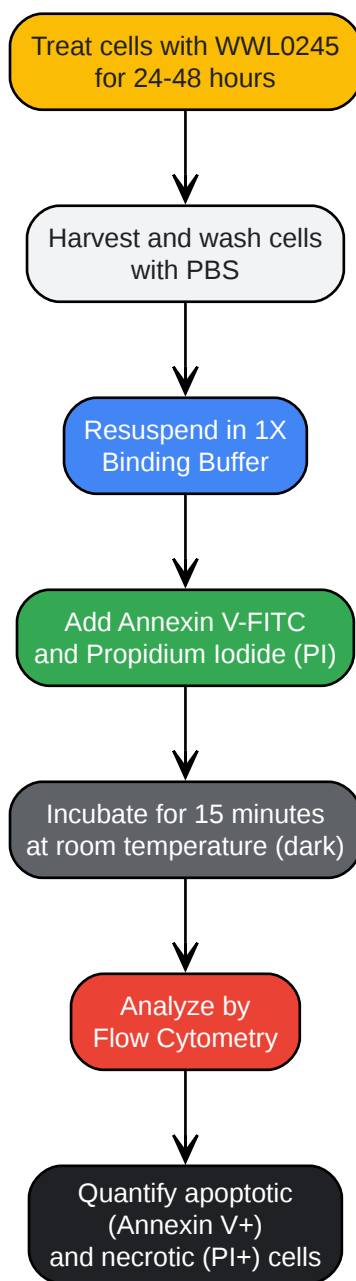 Treat cells with WWL0245
for 24-48 hours
Harvest and wash cells
with PBS
Resuspend in 1X
Binding Buffer
Add Annexin V-FITC
and Propidium Iodide (PI)
Incubate for 15 minutes
at room temperature (dark)
Analyze by
Flow Cytometry
Quantify apoptotic
(Annexin V+)
and necrotic (PI+) cells